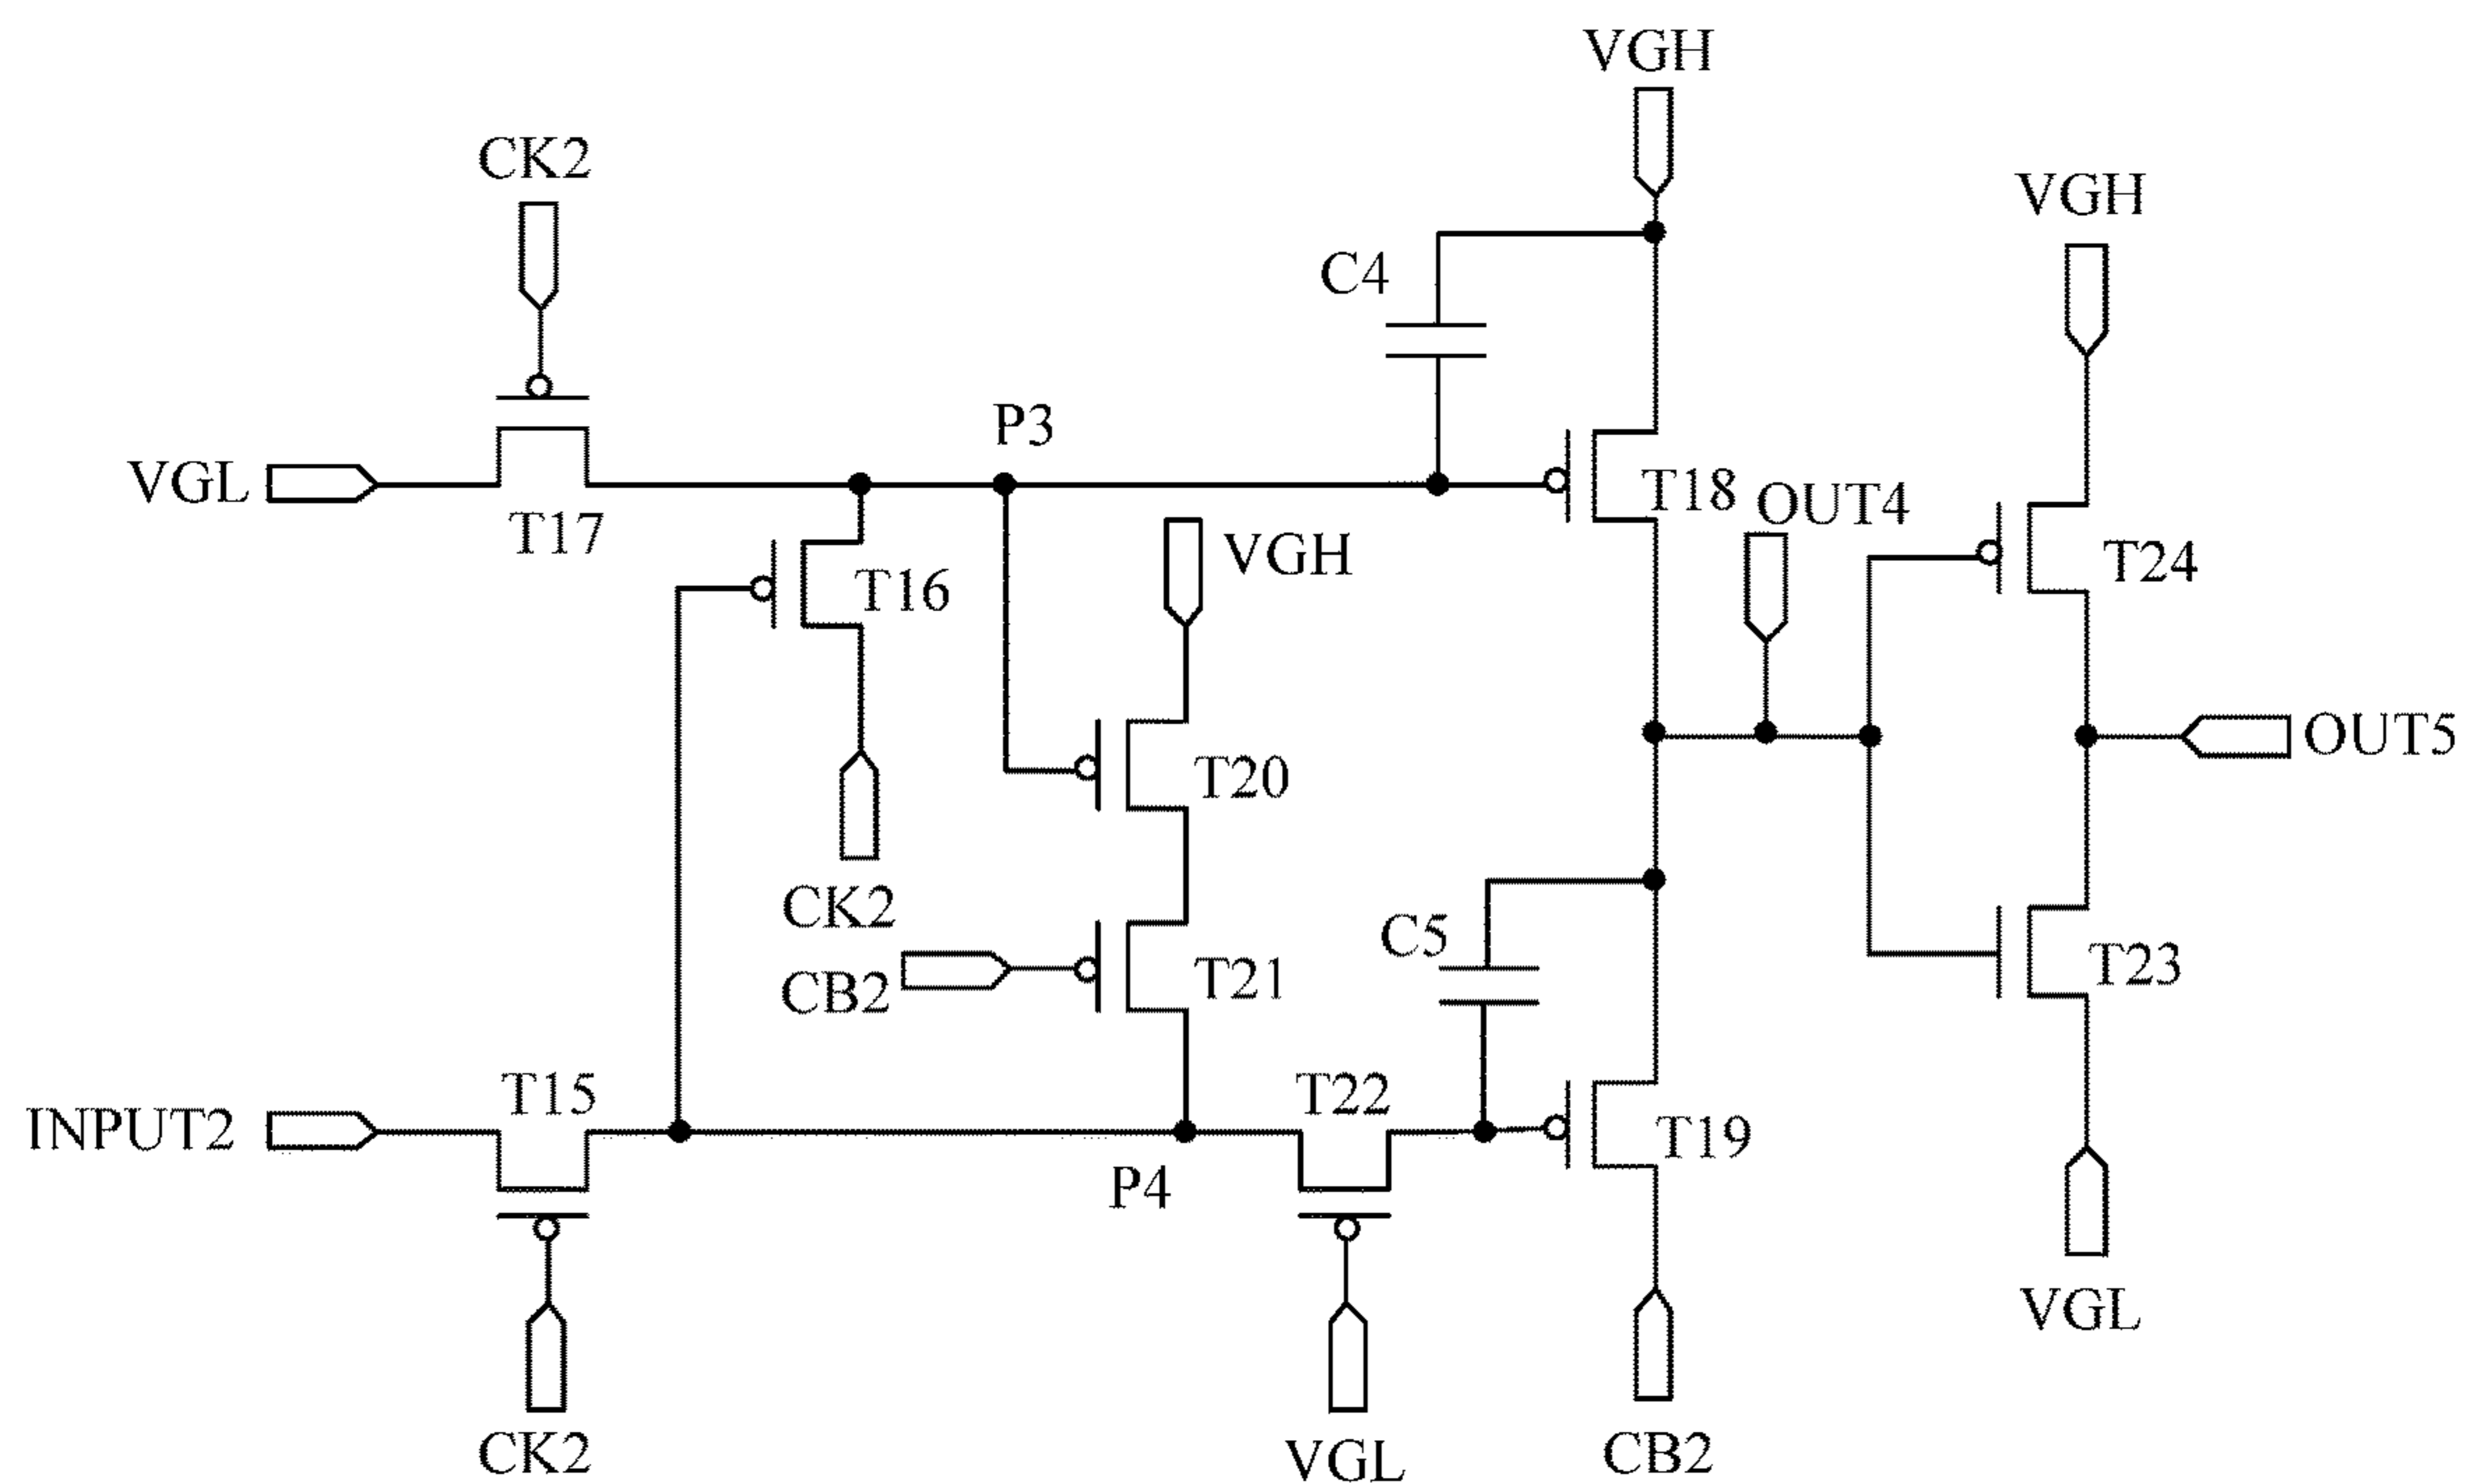 VGH
CK2
VGH
C4
P3
VGL
T17
T18
OUT4
VGH
T16
T24
T20
OUT5
CK2
C5
CB2
T21
T23
INPUT2
T15
T22
T19
P4
VGL
CK2
VGL
CB2